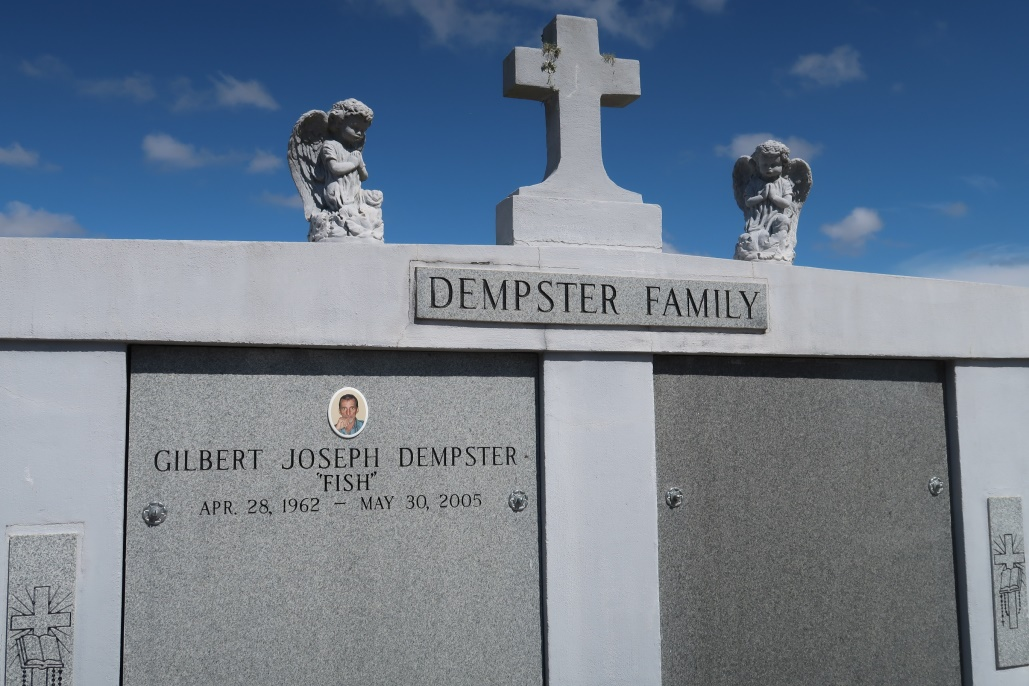 DEMPSTER FAMILY
GILBERT JOSEPH DEMPSTER
"FISH"
APR. 28, 1962 – MAY 30, 2005